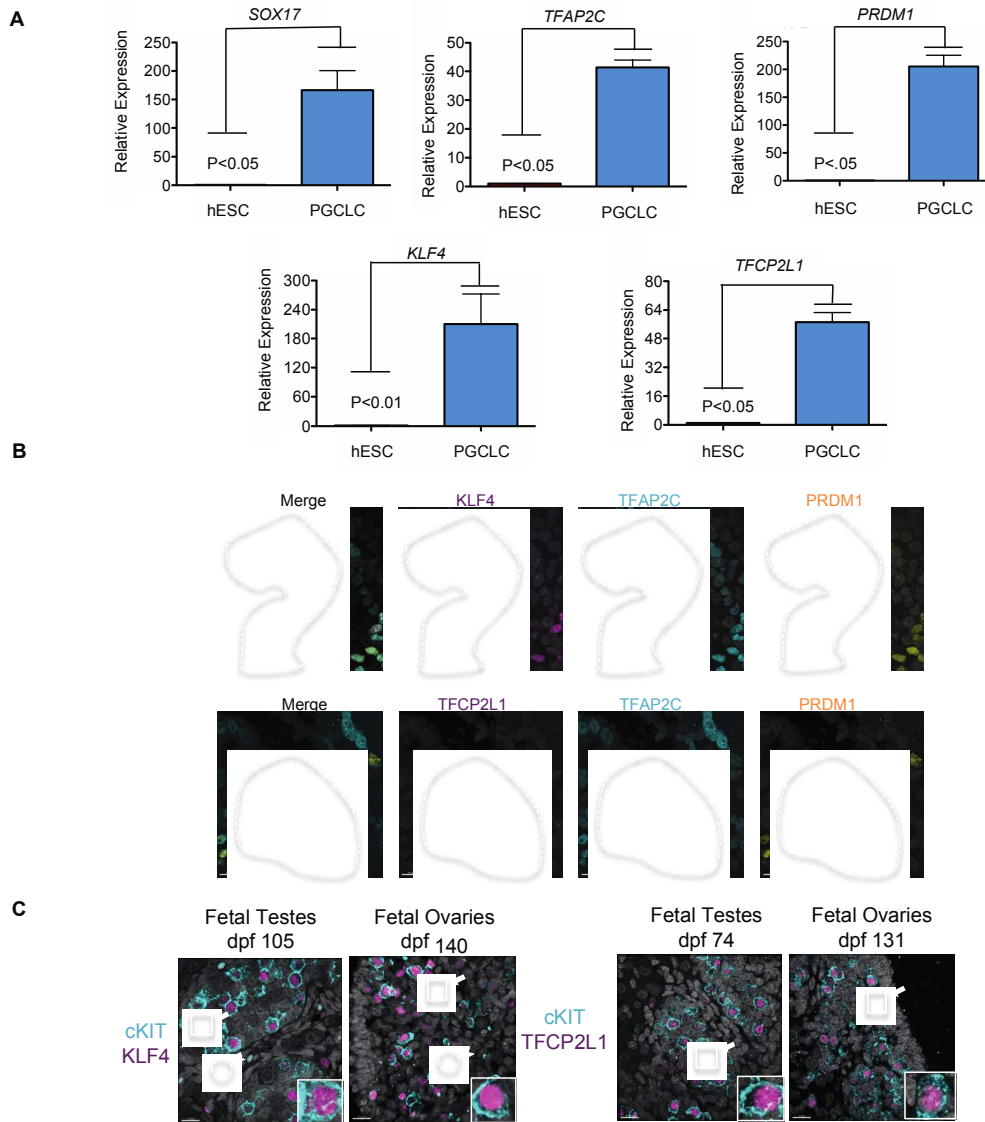 A
SOX17
Relative Expression
250
200
150
100
50
0
P<0.05
hESC PGCLC
TFAP2C
Relative Expression
50
40
30
20
10
0
P<0.05
hESC PGCLC
PRDM1
Relative Expression
250
200
150
100
50
0
P<.05
hESC PGCLC
KLF4
Relative Expression
300
240
180
120
60
0
P<0.01
hESC PGCLC
TFCP2L1
Relative Expression
80
64
48
32
16
0
P<0.05
hESC PGCLC
B
Merge KLF4 TFAP2C PRDM1
Merge TFCP2L1 TFAP2C PRDM1
C
Fetal Testes
dpf 105
Fetal Ovaries
dpf 140
cKIT
KLF4
Fetal Testes
dpf 74
Fetal Ovaries
dpf 131
cKIT
TFCP2L1